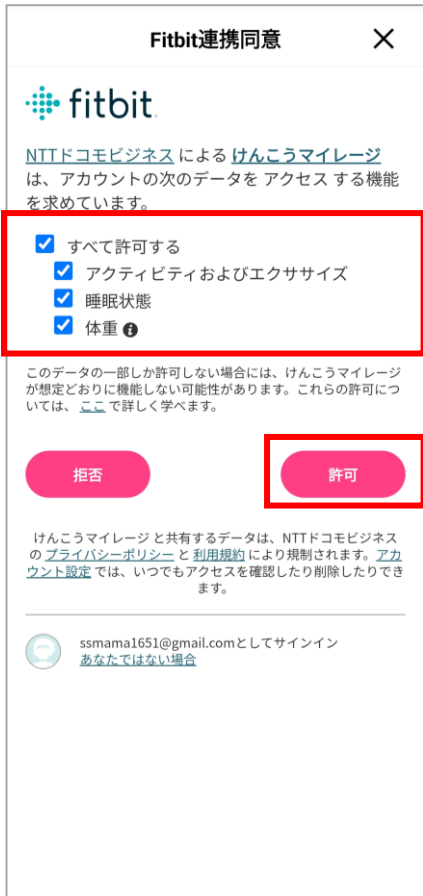 Fitbit連携同意
fitbit
NTTドコモビジネス による けんこうマイレージ
は、アカウントの次のデータを アクセス する機能
を求めています。
すべて許可する
アクティビティおよびエクササイズ
睡眠状態
体重
このデータの一部しか許可しない場合には、けんこうマイレージ
が想定どおりに機能しない可能性があります。これらの許可につ
いては、 ここ で詳しく学べます。
拒否
許可
けんこうマイレージ と共有するデータは、NTTドコモビジネス
の プライバシーポリシー と 利用規約 により規制されます。アカ
ウント設定 では、いつでもアクセスを確認したり削除したりでき
ます。
ssmama1651@gmail.comとしてサインイン
あなたではない場合